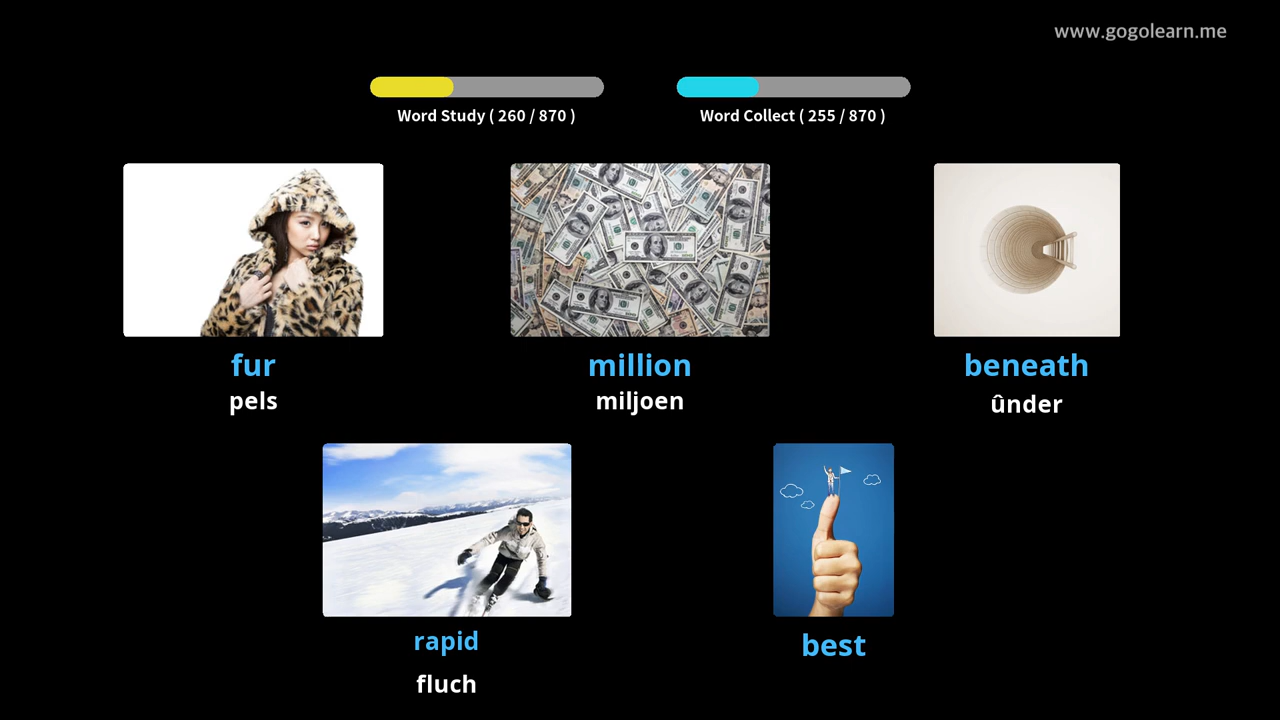 www.gogolearn.me
Word Study ( 260 / 870 )
Word Collect ( 255 / 870 )
fur
million
beneath
pels
miljoen
ûnder
rapid
best
fluch